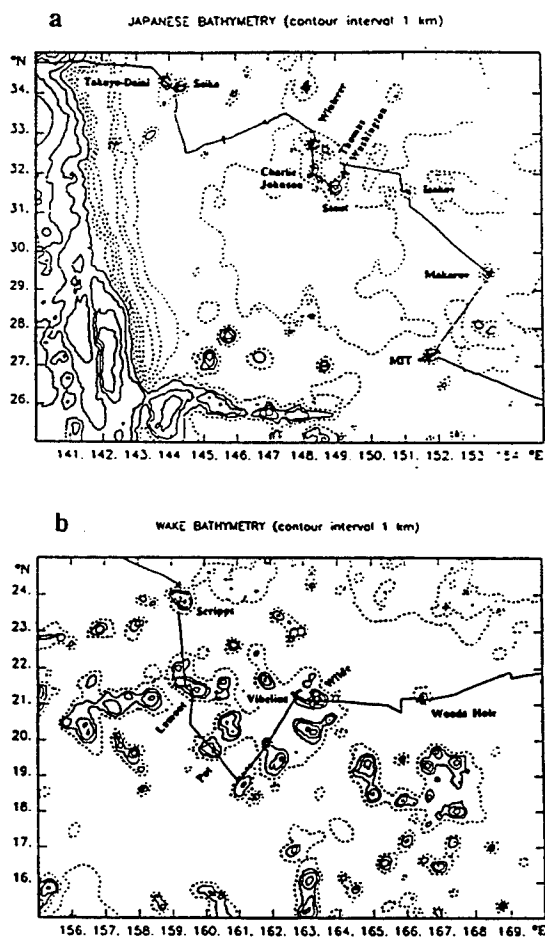 a JAPANESE BATHYMETRY (contour interval 1 km)
°N
34.
33.
32.
31.
30.
29.
28.
27.
26.
Takuyo-Daini
Seiko
Winterer
Thomas
Washington
Charlie
Johnson
Stout
Isakov
Makarov
MIT
141. 142. 143. 144. 145. 146. 147. 148. 149. 150. 151. 152. 153. 154. °E
b WAKE BATHYMETRY (contour interval 1 km)
°N
24.
23.
22.
21.
20.
19.
18.
17.
16.
Scripps
Lamont
Wilde
Vibelius
Woods Hole
Pot
156. 157. 158. 159. 160. 161. 162. 163. 164. 165. 166. 167. 168. 169. °E